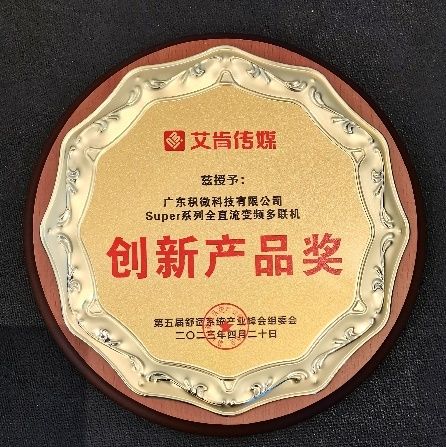 艾肯传媒
兹授予：
广东积微科技有限公司
Super系列全直流变频多联机
创新产品奖
第五届舒适系统产业峰会组委会
二〇二三年四月二十日